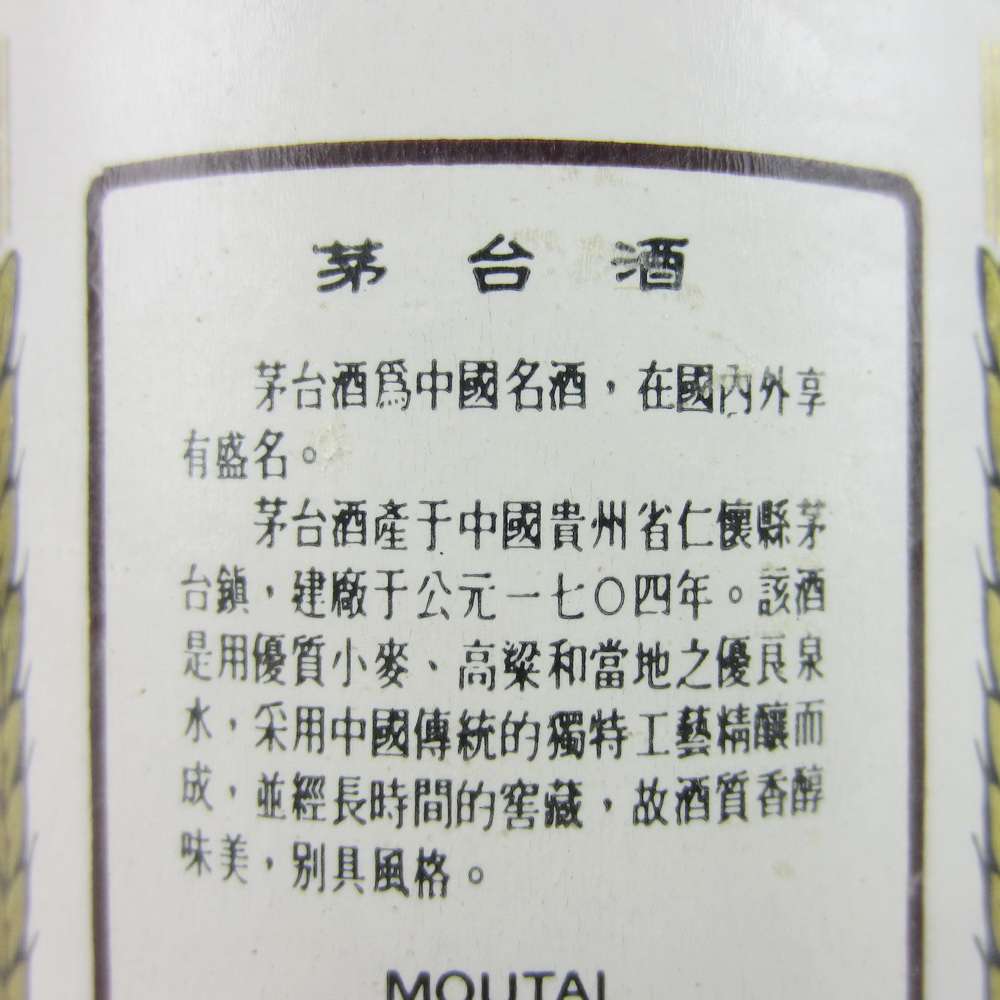 茅台酒
茅台酒爲中國名酒，在國內外享
有盛名。
茅台酒產于中國貴州省仁懷縣茅
台鎮，建廠于公元一七〇四年。該酒
是用優質小麥、高粱和當地之優良泉
水，采用中國傳統的獨特工藝精釀而
成，並經長時間的窖藏，故酒質香醇
味美，别具風格。
MOUTAI